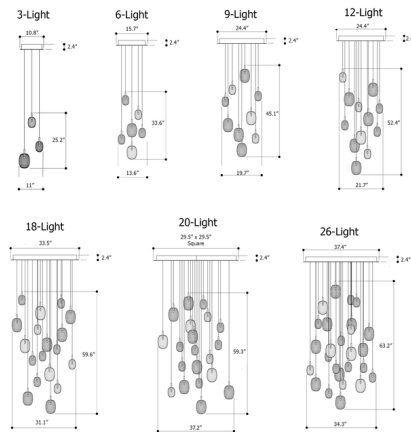 3-Light
10.8"
2.4"
25.2"
11"
6-Light
15.7"
2.4"
33.6"
13.6"
9-Light
24.4"
2.4"
45.1"
19.7"
12-Light
24.4"
52.4"
21.7"
18-Light
33.5"
2.4"
59.6"
31.1"
20-Light
29.5" x 29.5"
Square
2.4"
59.3"
37.2"
26-Light
37.4"
2.4"
63.2"
34.3"